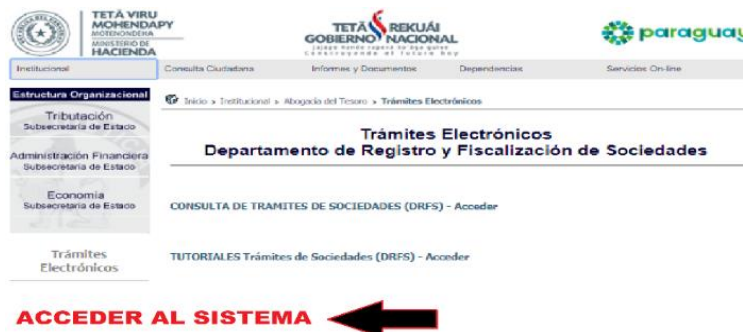 TETÃ VIRU
MOHENDAPY
MOTENONDEHA
MINISTERIO DE
HACIENDA
TETÃ REKUÁI
GOBIERNO NACIONAL
paraguay
Institucional
Consulta Ciudadana
Informes y Documentos
Dependencias
Servicios On-line
Estructura Organizacional
Tributación
Subsecretaría de Estado
Administración Financiera
Subsecretaría de Estado
Economía
Subsecretaría de Estado
Trámites
Electrónicos
Inicio > Institucional > Abogacía del Tesoro > Trámites Electrónicos
Trámites Electrónicos
Departamento de Registro y Fiscalización de Sociedades
CONSULTA DE TRAMITES DE SOCIEDADES (DRFS) - Acceder
TUTORIALES Trámites de Sociedades (DRFS) - Acceder
ACCEDER AL SISTEMA